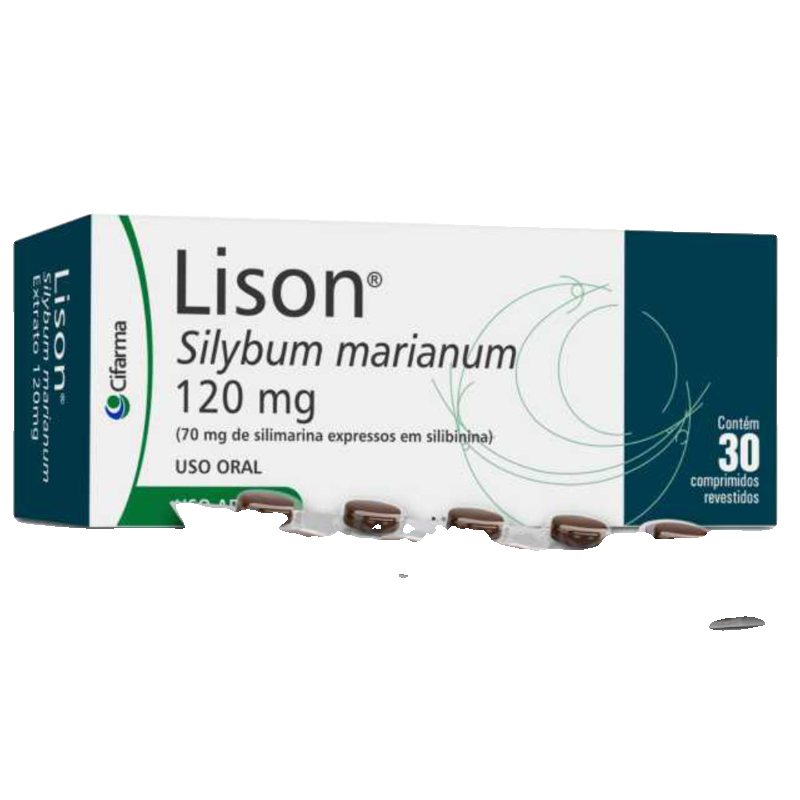 Lison®
Silybum marianum
Extrato 120mg
Cifarma
Lison®
Silybum marianum
120 mg
(70 mg de silimarina expressos em silibinina)
USO ORAL
Contém
30
comprimidos
revestidos